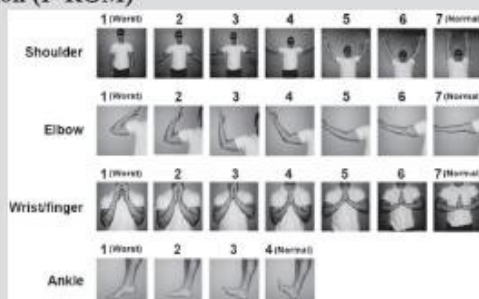 1 (Worst) 2 3 4 5 6 7 (Normal)
Shoulder
1 (Worst) 2 3 4 5 6 7 (Normal)
Elbow
1 (Worst) 2 3 4 5 6 7 (Normal)
Wrist/finger
1 (Worst) 2 3 4 (Normal)
Ankle